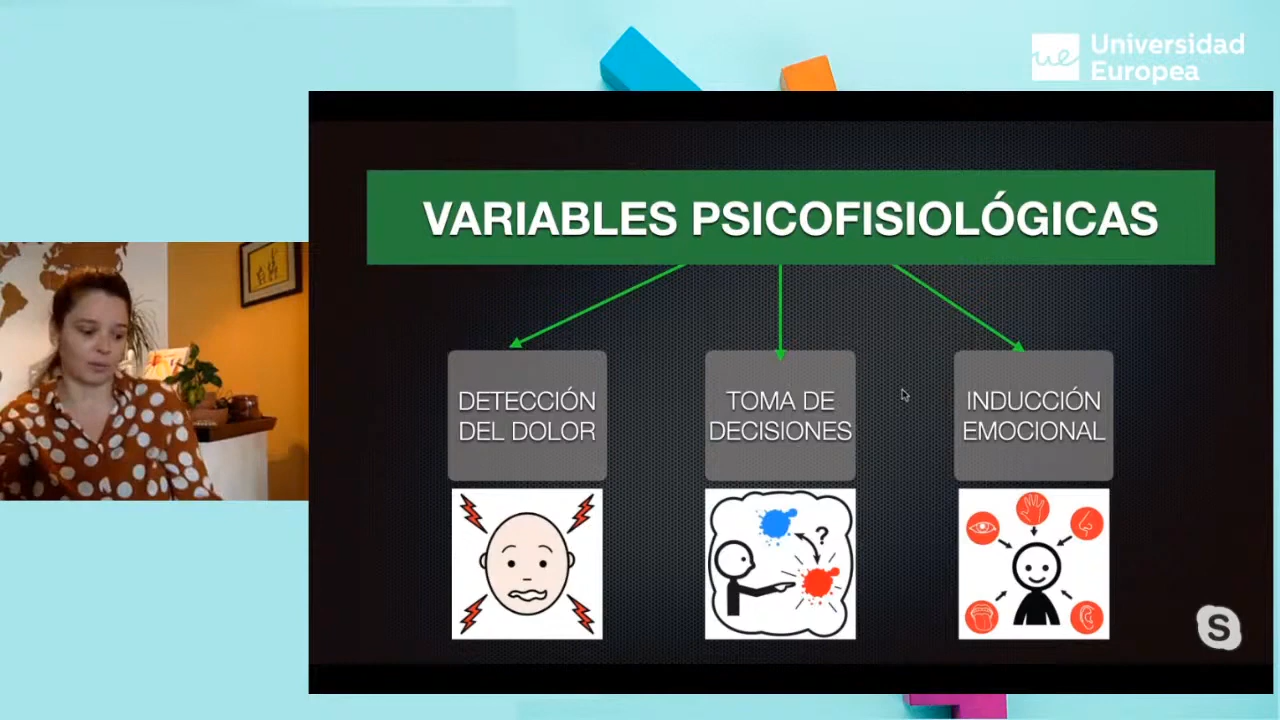 Universidad
Europea
VARIABLES PSICOFISIOLÓGICAS
DETECCIÓN
DEL DOLOR
TOMA DE
DECISIONES
INDUCCIÓN
EMOCIONAL
?
S